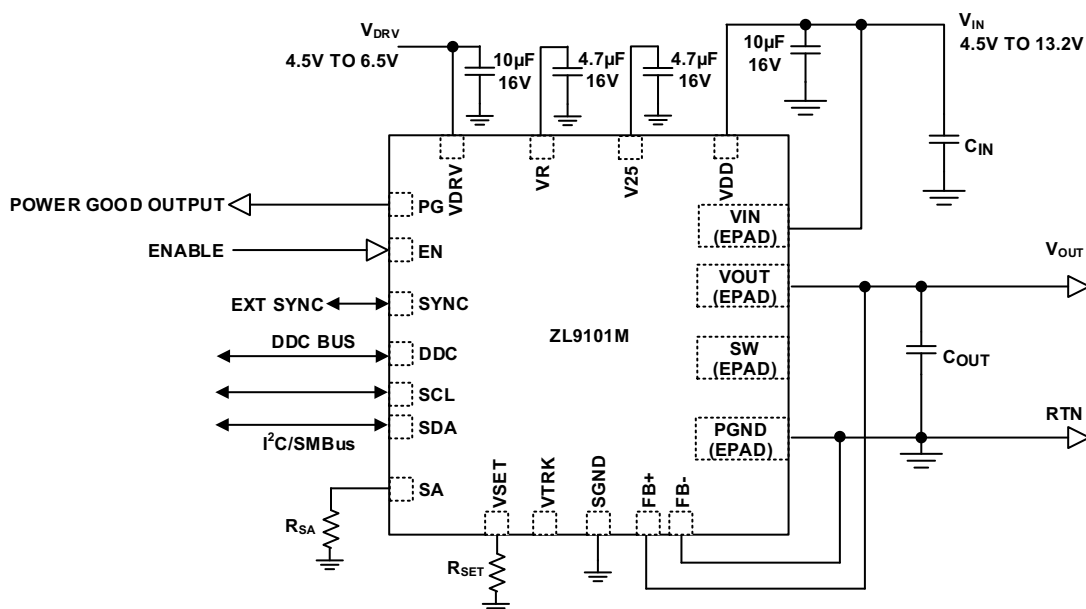 VDRV
4.5V TO 6.5V
10µF
16V
4.7µF
16V
4.7µF
16V
10µF
16V
VIN
4.5V TO 13.2V
CIN
VDRV
VR
V25
VDD
POWER GOOD OUTPUT
PG
ENABLE
EN
EXT SYNC
SYNC
DDC BUS
DDC
SCL
SDA
I²C/SMBus
SA
RSA
ZL9101M
VIN
(EPAD)
VOUT
(EPAD)
SW
(EPAD)
PGND
(EPAD)
VOUT
COUT
RTN
VSET
VTRK
SGND
FB+
FB-
RSET